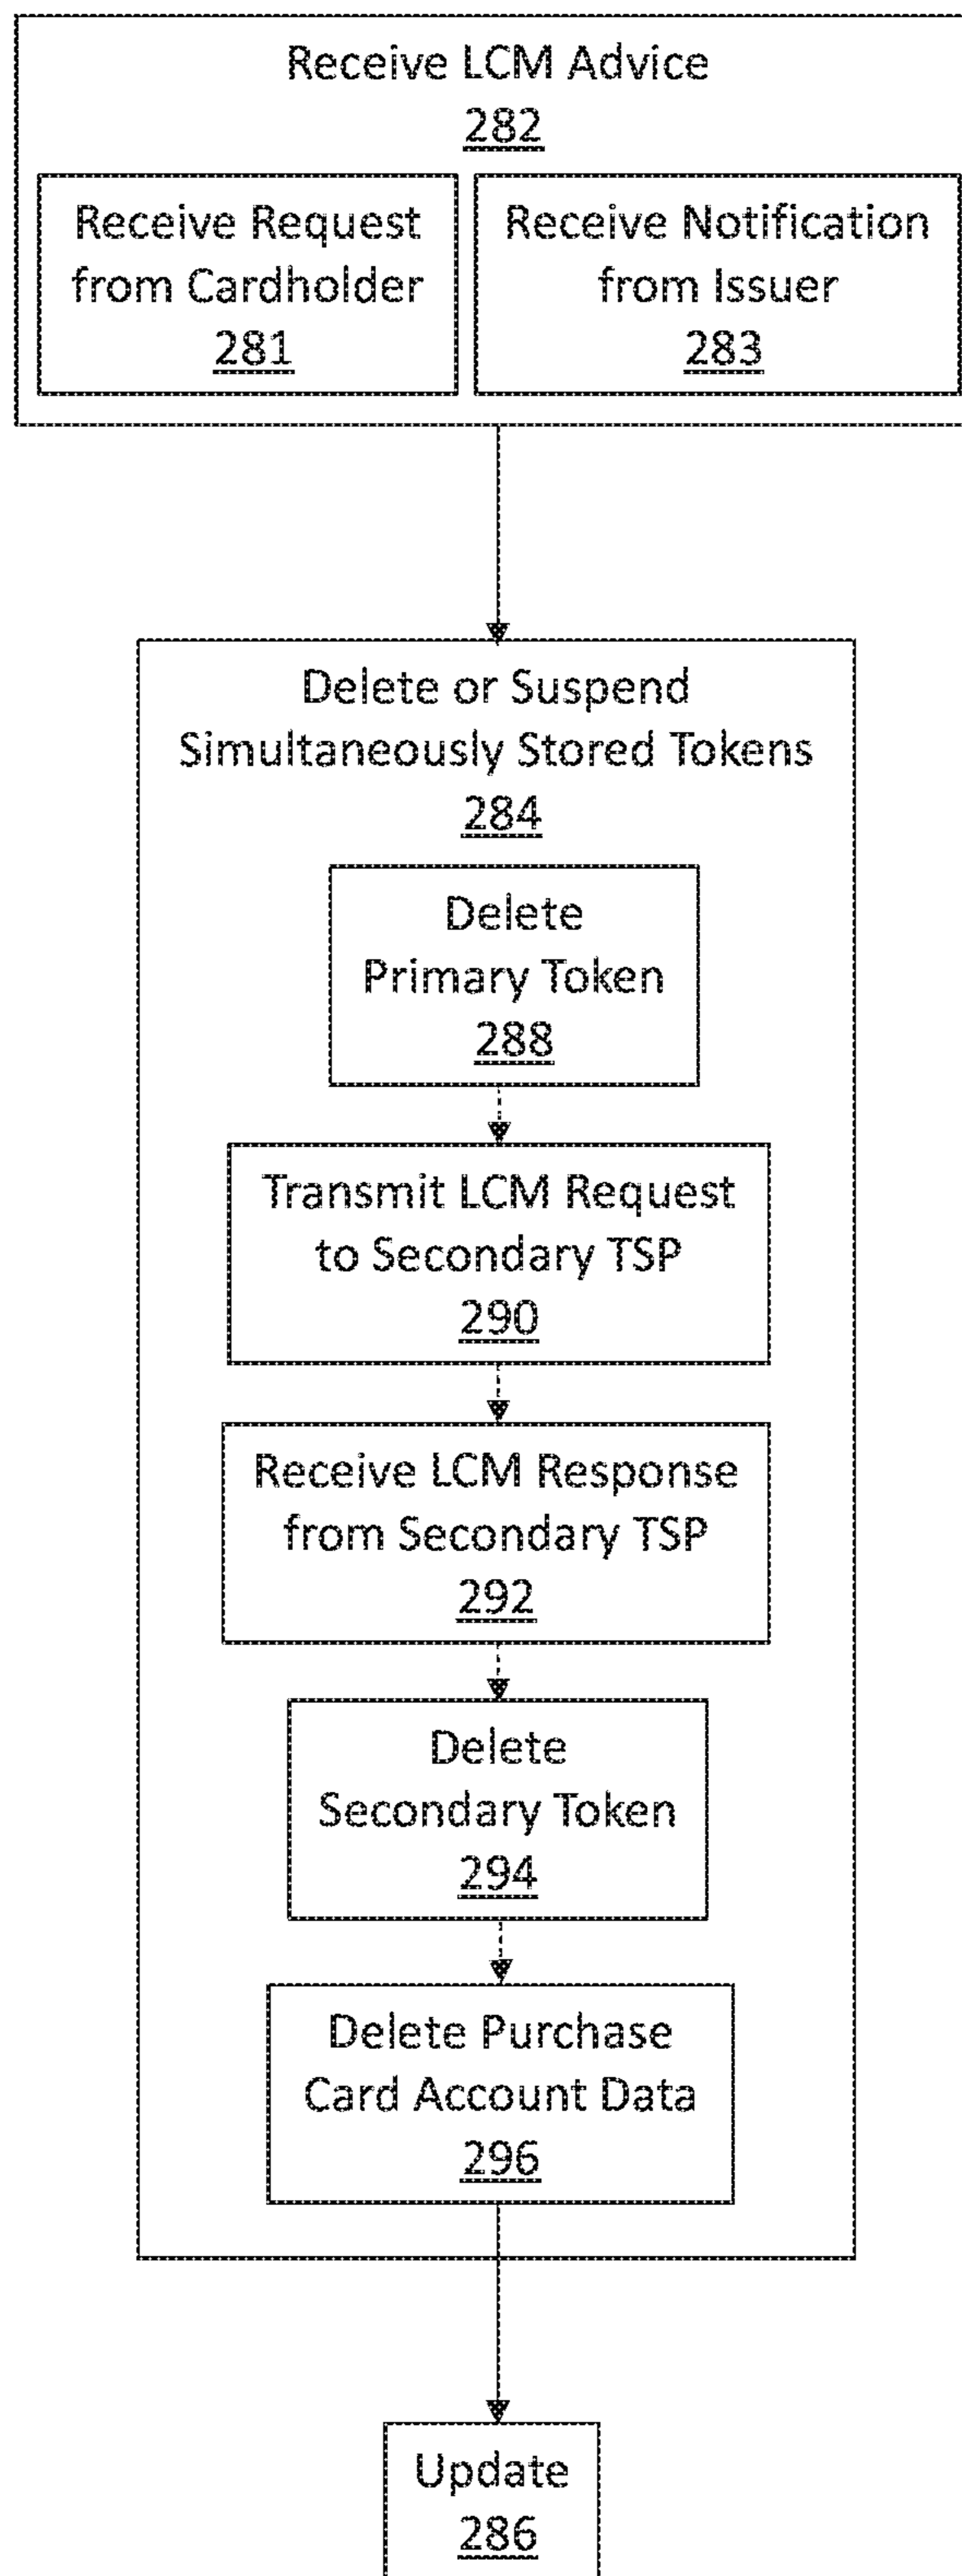 Receive LCM Advice
282
Receive Request
from Cardholder
281
Receive Notification
from Issuer
283
Delete or Suspend
Simultaneously Stored Tokens
284
Delete
Primary Token
288
Transmit LCM Request
to Secondary TSP
290
Receive LCM Response
from Secondary TSP
292
Delete
Secondary Token
294
Delete Purchase
Card Account Data
296
Update
286